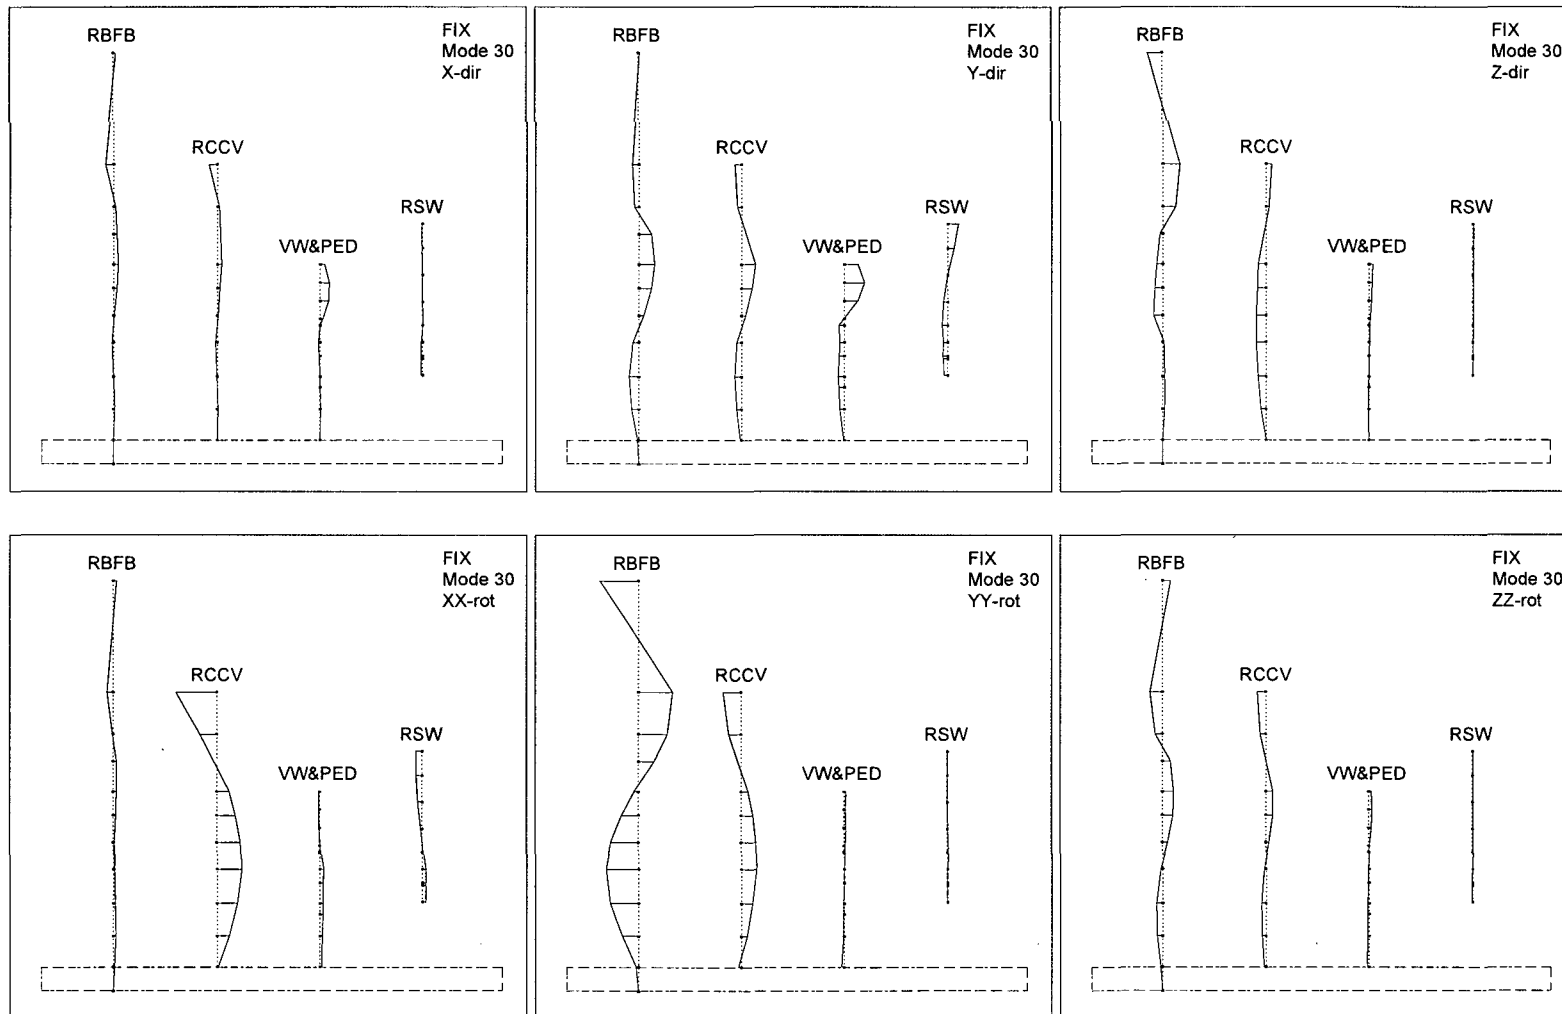 FIX
RBFB
Mode 30
X-dir
RCCV
RSW
VW&PED
FIX
RBFB
Mode 30
Y-dir
RCCV
RSW
VW&PED
FIX
RBFB
Mode 30
Z-dir
RCCV
RSW
VW&PED
FIX
RBFB
Mode 30
XX-rot
RCCV
RSW
VW&PED
FIX
RBFB
Mode 30
YY-rot
RCCV
RSW
VW&PED
FIX
RBFB
Mode 30
ZZ-rot
RCCV
RSW
VW&PED